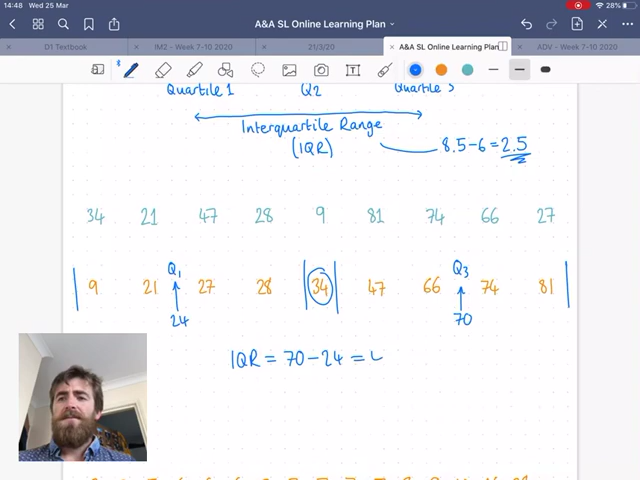 14:48 Wed 25 Mar
28%
A&A SL Online Learning Plan
D1 Textbook
IM2 - Week 7-10 2020
21/3/20
A&A SL Online Learning Plan
ADV - Week 7-10 2020
Quartile 1 Q2 Quartile 3
Interquartile Range
(IQR)
8.5-6=2.5
34 21 47 28 9 81 74 66 27
Q1 Q3
9 21 27 28 34 47 66 74 81
24 70
IQR = 70-24 =